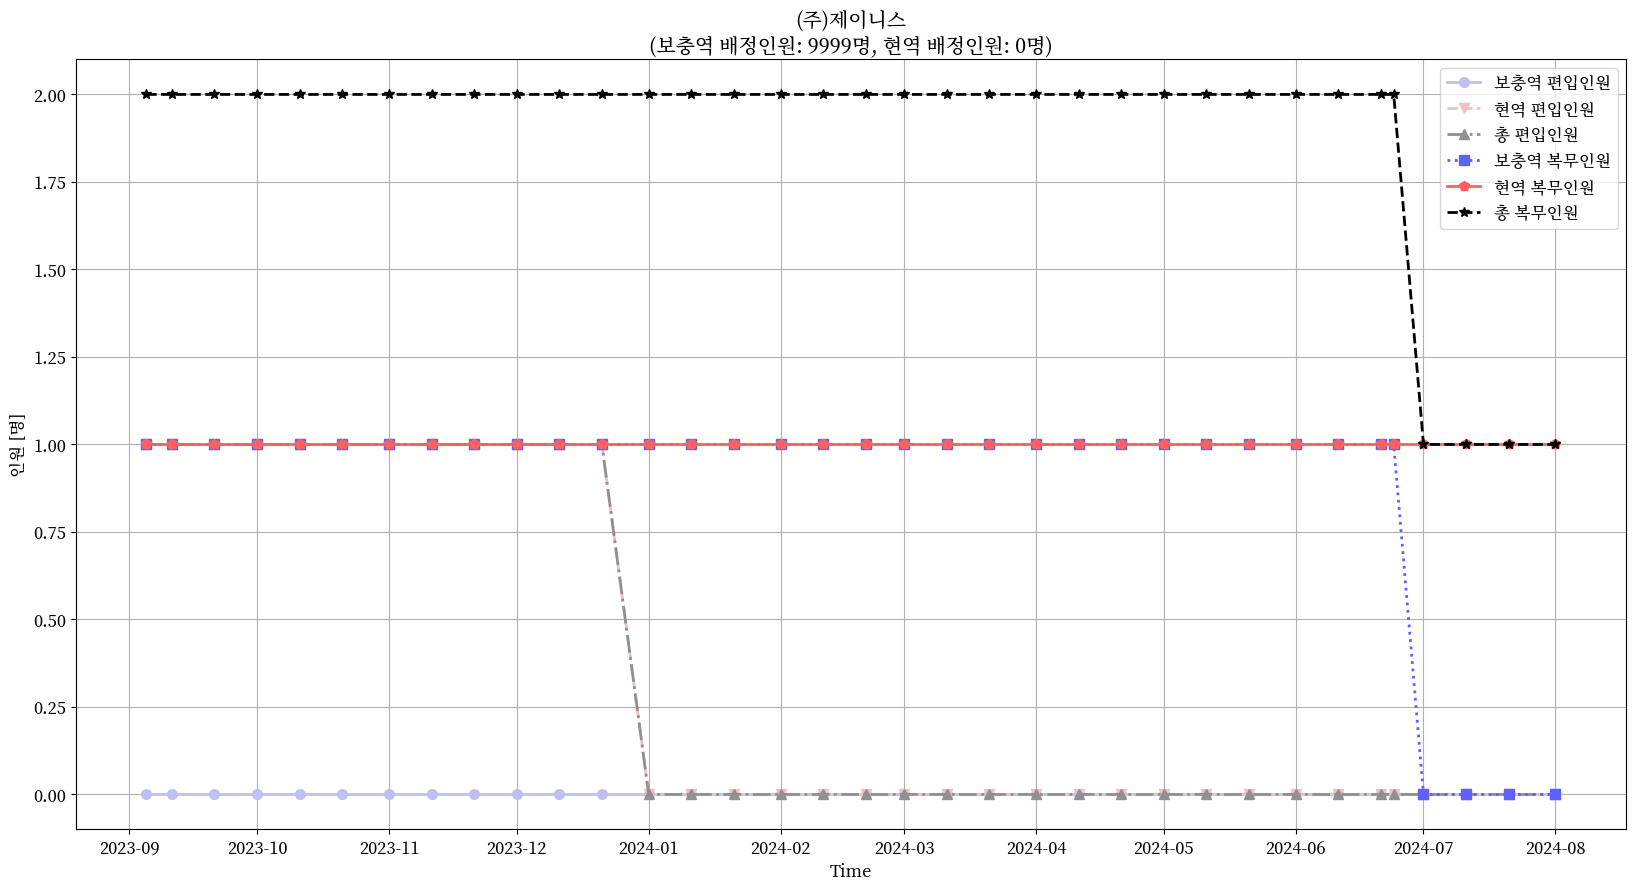 (주)제이니스
(보충역 배정인원: 9999명, 현역 배정인원: 0명)
보충역 편입인원
현역 편입인원
총 편입인원
보충역 복무인원
현역 복무인원
총 복무인원
인원 [명]
2.00
1.75
1.50
1.25
1.00
0.75
0.50
0.25
0.00
2023-09 2023-10 2023-11 2023-12 2024-01 2024-02 2024-03 2024-04 2024-05 2024-06 2024-07 2024-08
Time